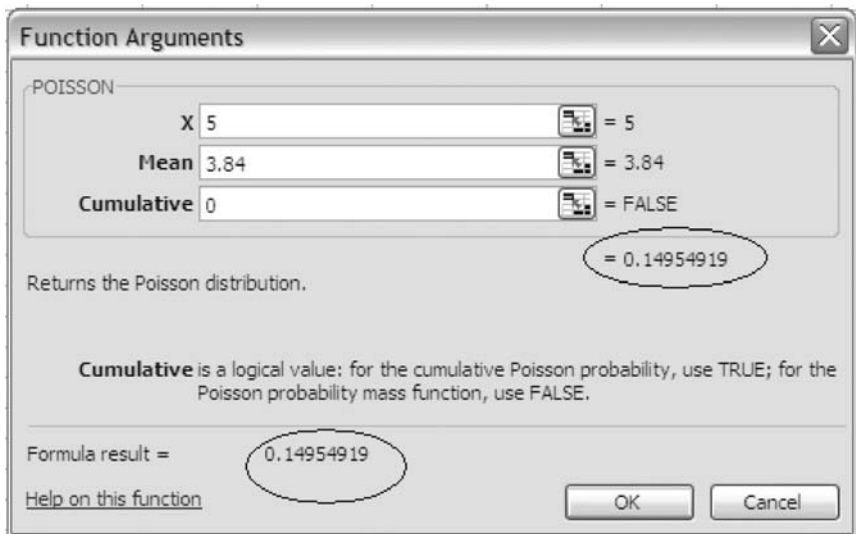 Function Arguments
POISSON
X 5 = 5
Mean 3.84 = 3.84
Cumulative 0 = FALSE
= 0.14954919
Returns the Poisson distribution.
Cumulative is a logical value: for the cumulative Poisson probability, use TRUE; for the
Poisson probability mass function, use FALSE.
Formula result = 0.14954919
Help on this function OK Cancel